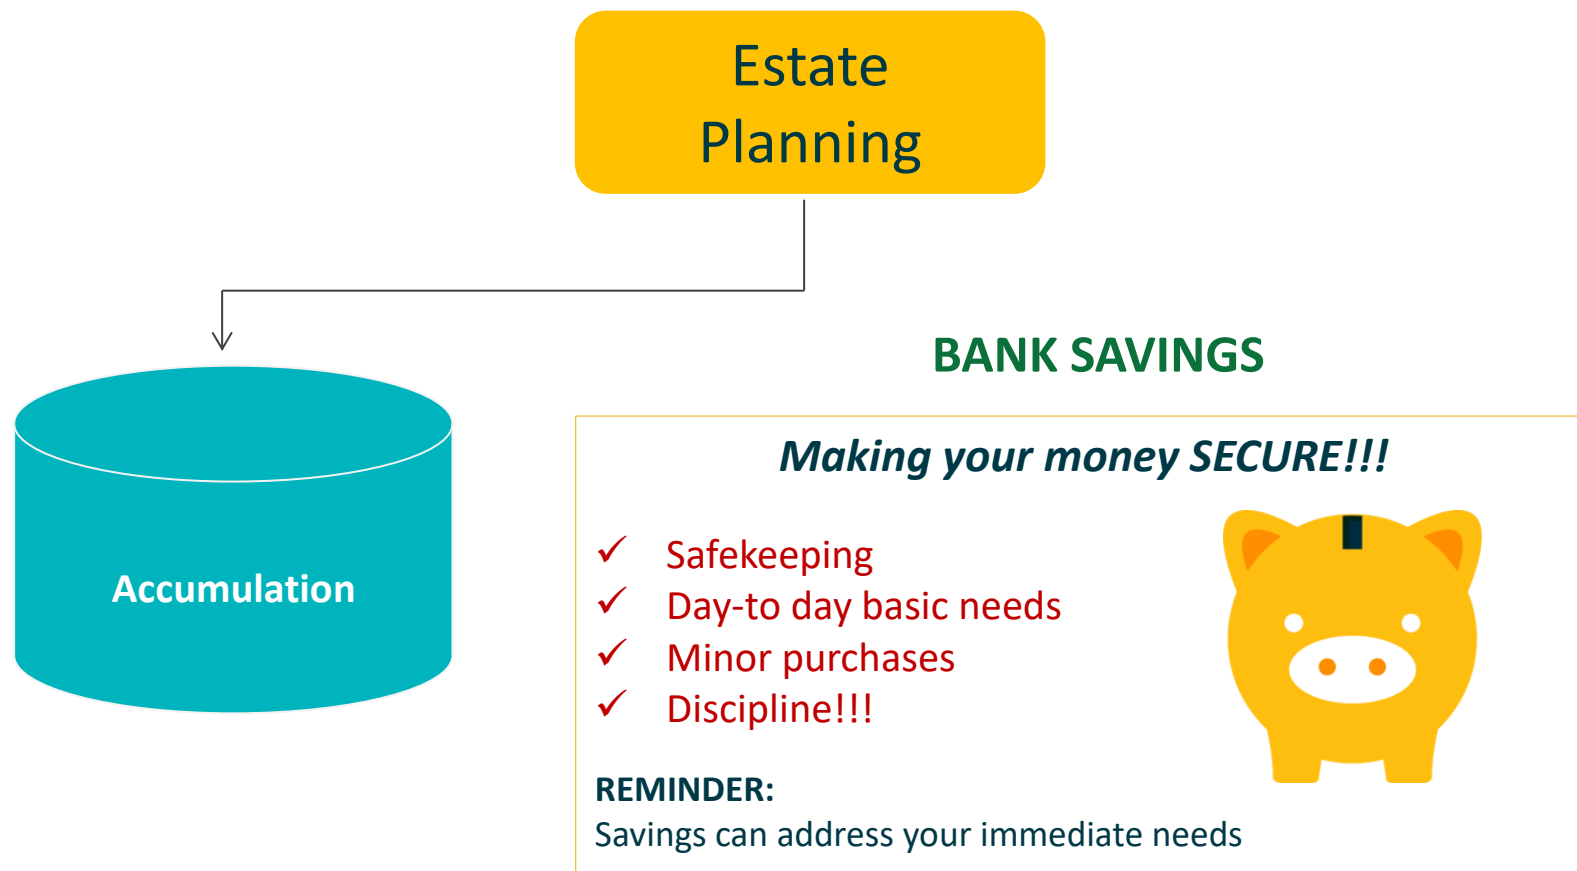 Estate
Planning
BANK SAVINGS
Accumulation
Making your money SECURE!!!
✓ Safekeeping
✓ Day-to day basic needs
✓ Minor purchases
✓ Discipline!!!
REMINDER:
Savings can address your immediate needs